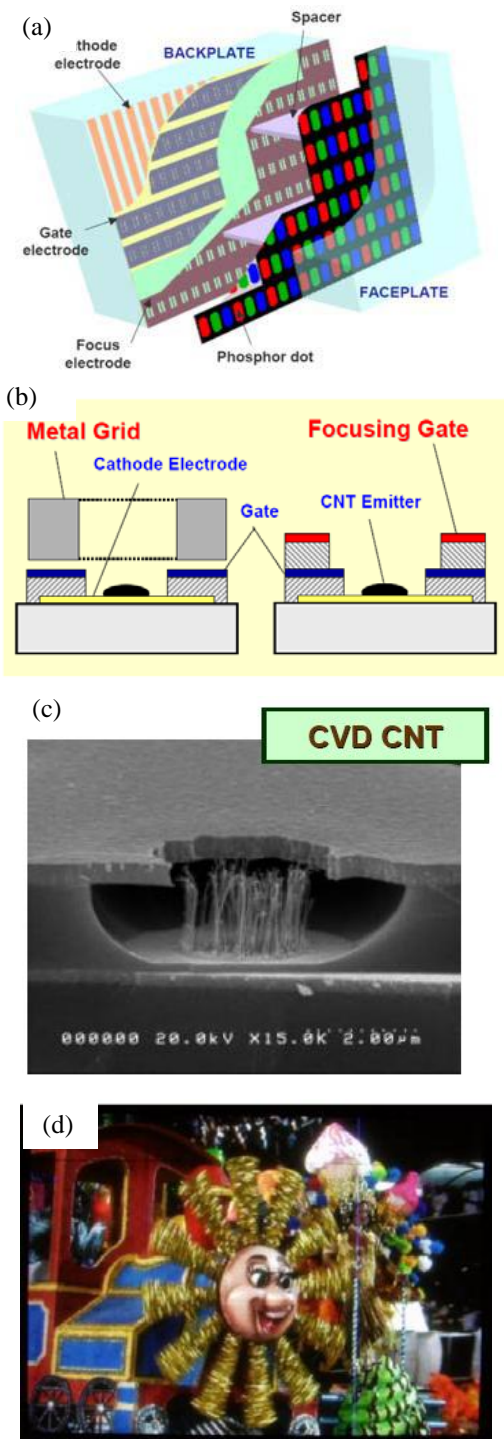 (a)
Spacer
thode
electrode
BACKPLATE
Gate
electrode
Focus
electrode
FACEPLATE
Phosphor dot
(b)
Metal Grid
Focusing Gate
Cathode Electrode
CNT Emitter
Gate
(c)
CVD CNT
000000 20.0kV X15.0K 2.00µm
(d)